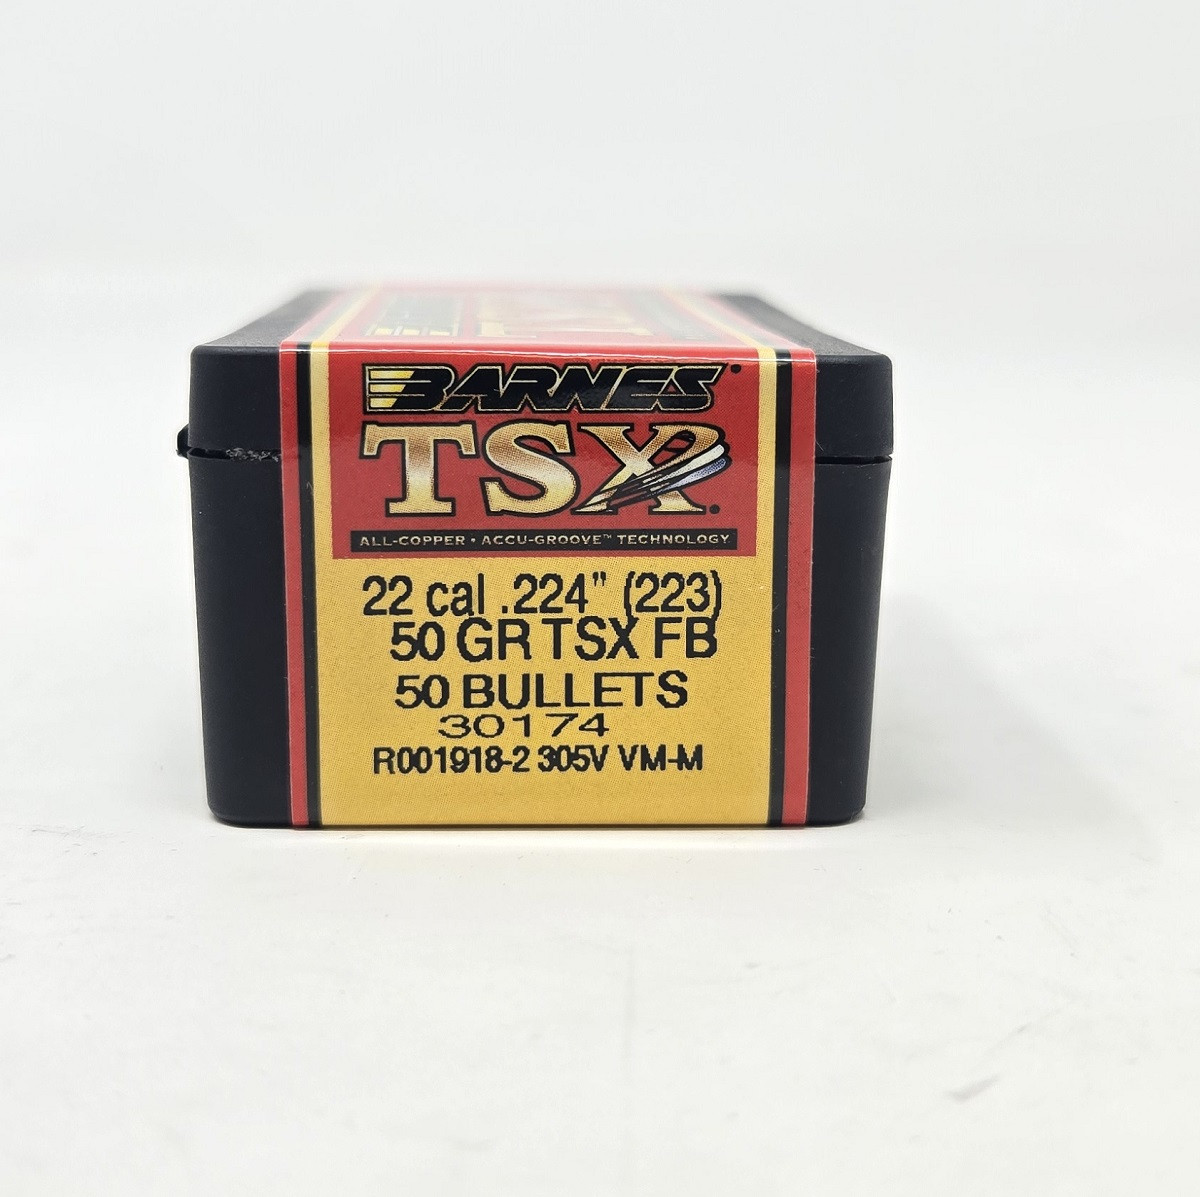 BARNES
TSX
ALL-COPPER • ACCU-GROOVE™ TECHNOLOGY
22 cal .224" (223)
50 GR TSX FB
50 BULLETS
30174
R001918-2 305V VM-M